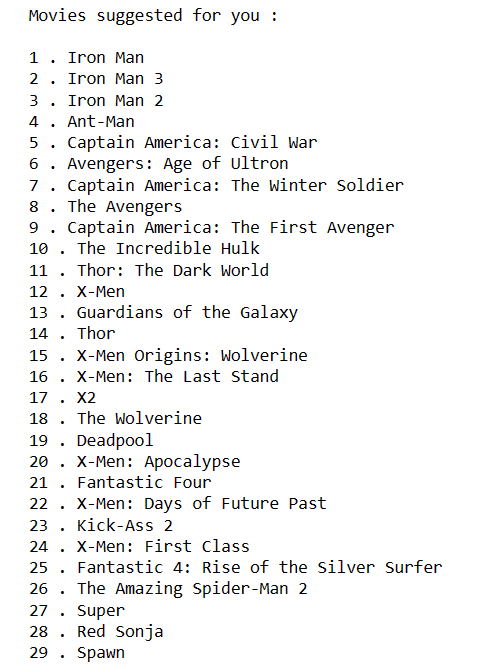 Movies suggested for you :
1 . Iron Man
2 . Iron Man 3
3 . Iron Man 2
4 . Ant-Man
5 . Captain America: Civil War
6 . Avengers: Age of Ultron
7 . Captain America: The Winter Soldier
8 . The Avengers
9 . Captain America: The First Avenger
10 . The Incredible Hulk
11 . Thor: The Dark World
12 . X-Men
13 . Guardians of the Galaxy
14 . Thor
15 . X-Men Origins: Wolverine
16 . X-Men: The Last Stand
17 . X2
18 . The Wolverine
19 . Deadpool
20 . X-Men: Apocalypse
21 . Fantastic Four
22 . X-Men: Days of Future Past
23 . Kick-Ass 2
24 . X-Men: First Class
25 . Fantastic 4: Rise of the Silver Surfer
26 . The Amazing Spider-Man 2
27 . Super
28 . Red Sonja
29 . Spawn